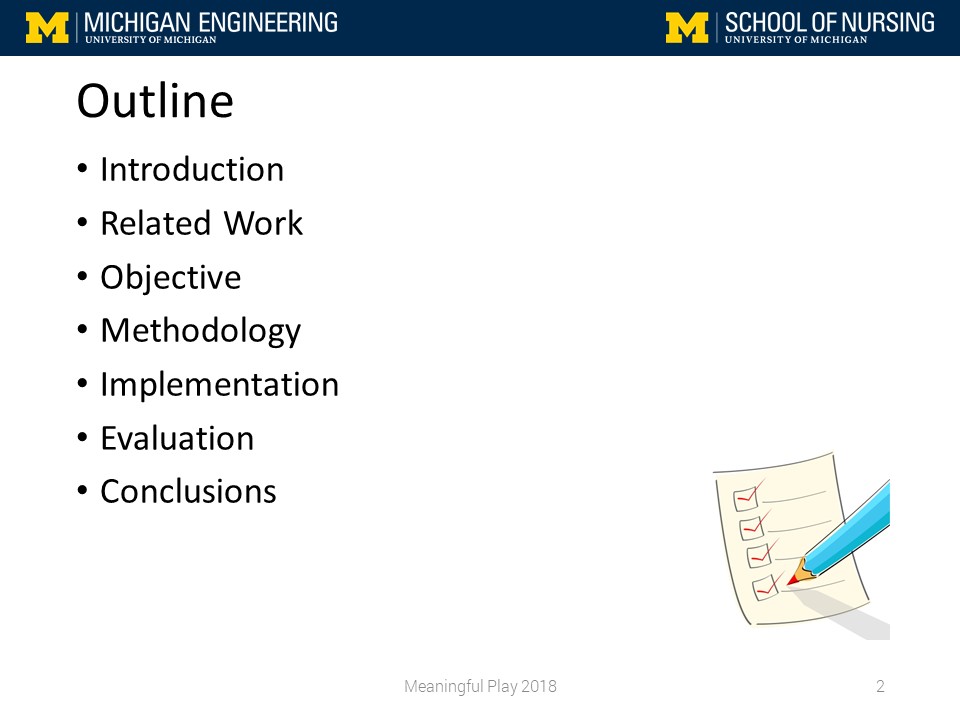 M | MICHIGAN ENGINEERING
UNIVERSITY OF MICHIGAN
M | SCHOOL OF NURSING
UNIVERSITY OF MICHIGAN
Outline
• Introduction
• Related Work
• Objective
• Methodology
• Implementation
• Evaluation
• Conclusions
Meaningful Play 2018
2